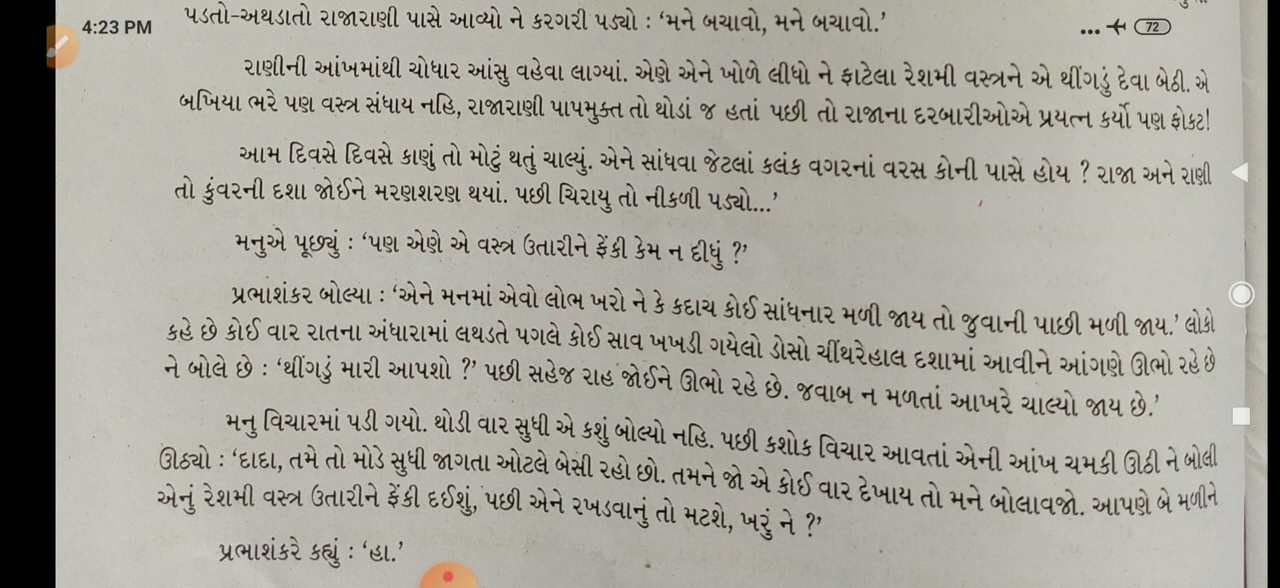 4:23 PM
72
પડતો-અથડાતો રાજારાણી પાસે આવ્યો ને કરગરી પડ્યો : ‘મને બચાવો, મને બચાવો.’
રાણીની આંખમાંથી ચોધાર આંસુ વહેવા લાગ્યાં. એણે એને ખોળે લીધો ને ફાટેલા રેશમી વસ્ત્રને એ થીંગડું દેવા બેઠી. એ
બખિયા ભરે પણ વસ્ત્ર સંધાય નહિ, રાજારાણી પાપમુક્ત તો થોડાં જ હતાં પછી તો રાજાના દરબારીઓએ પ્રયત્ન કર્યો પણ ફોકટ!
આમ દિવસે દિવસે કાણું તો મોટું થતું ચાલ્યું. એને સાંધવા જેટલાં કલંક વગરનાં વરસ કોની પાસે હોય ? રાજા અને રાણી
તો કુંવરની દશા જોઈને મરણશરણ થયાં. પછી ચિરાયુ તો નીકળી પડ્યો...’
મનુએ પૂછ્યું : ‘પણ એણે એ વસ્ત્ર ઉતારીને ફેંકી કેમ ન દીધું ?’
પ્રભાશંકર બોલ્યા : ‘એને મનમાં એવો લોભ ખરો ને કે કદાચ કોઈ સાંધનાર મળી જાય તો જુવાની પાછી મળી જાય.’ લોકો
કહે છે કોઈ વાર રાતના અંધારામાં લથડતે પગલે કોઈ સાવ ખખડી ગયેલો ડોસો ચીંથરેહાલ દશામાં આવીને આંગણે ઊભો રહે છે
ને બોલે છે : ‘થીંગડું મારી આપશો ?’ પછી સહેજ રાહ જોઈને ઊભો રહે છે. જવાબ ન મળતાં આખરે ચાલ્યો જાય છે.’
મનુ વિચારમાં પડી ગયો. થોડી વાર સુધી એ કશું બોલ્યો નહિ. પછી કશોક વિચાર આવતાં એની આંખ ચમકી ઊઠી ને બોલી
ઊઠ્યો : ‘દાદા, તમે તો મોડે સુધી જાગતા ઓટલે બેસી રહો છો. તમને જો એ કોઈ વાર દેખાય તો મને બોલાવજો. આપણે બે મળીને
એનું રેશમી વસ્ત્ર ઉતારીને ફેંકી દઈશું, પછી એને રખડવાનું તો મટશે, ખરું ને ?’
પ્રભાશંકરે કહ્યું : ‘હા.’